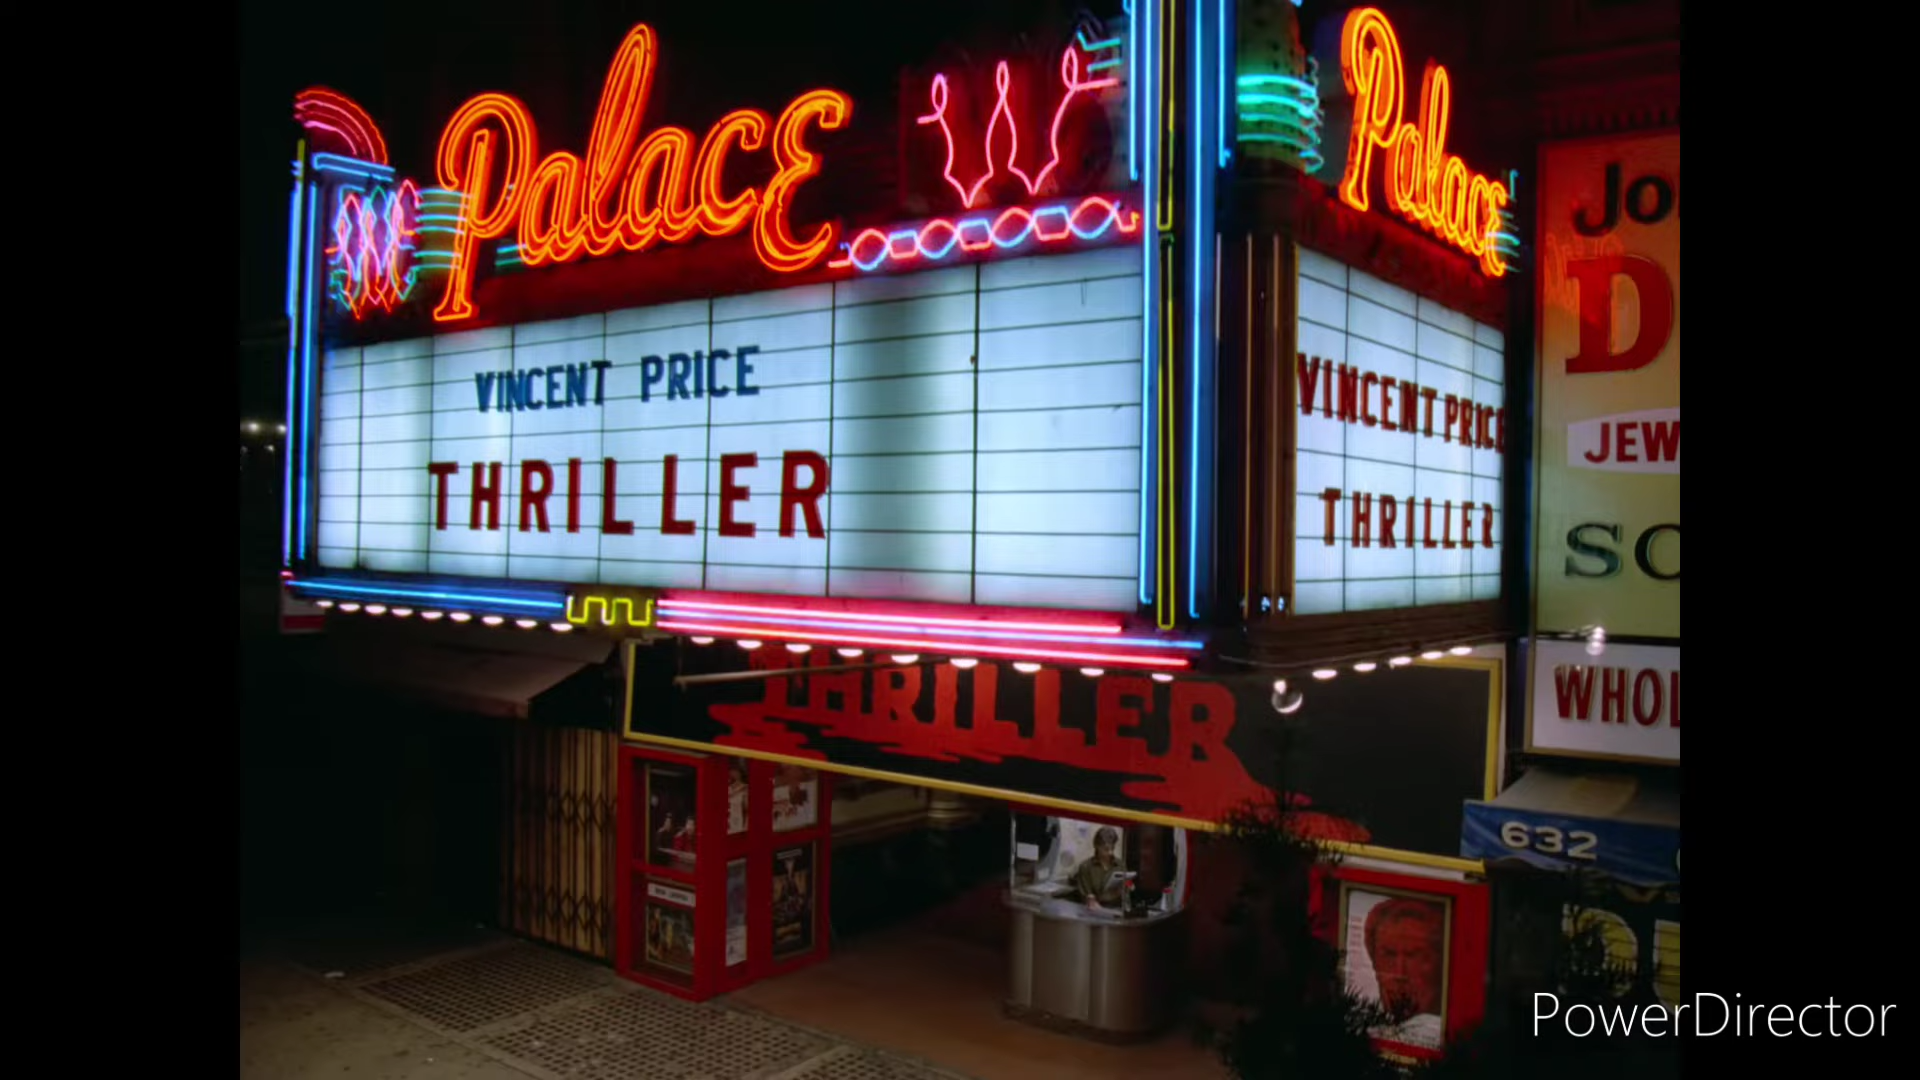 Palace
Palace
VINCENT PRICE
THRILLER
VINCENT PRICE
THRILLER
THRILLER
JEW
WHOL
632
PowerDirector